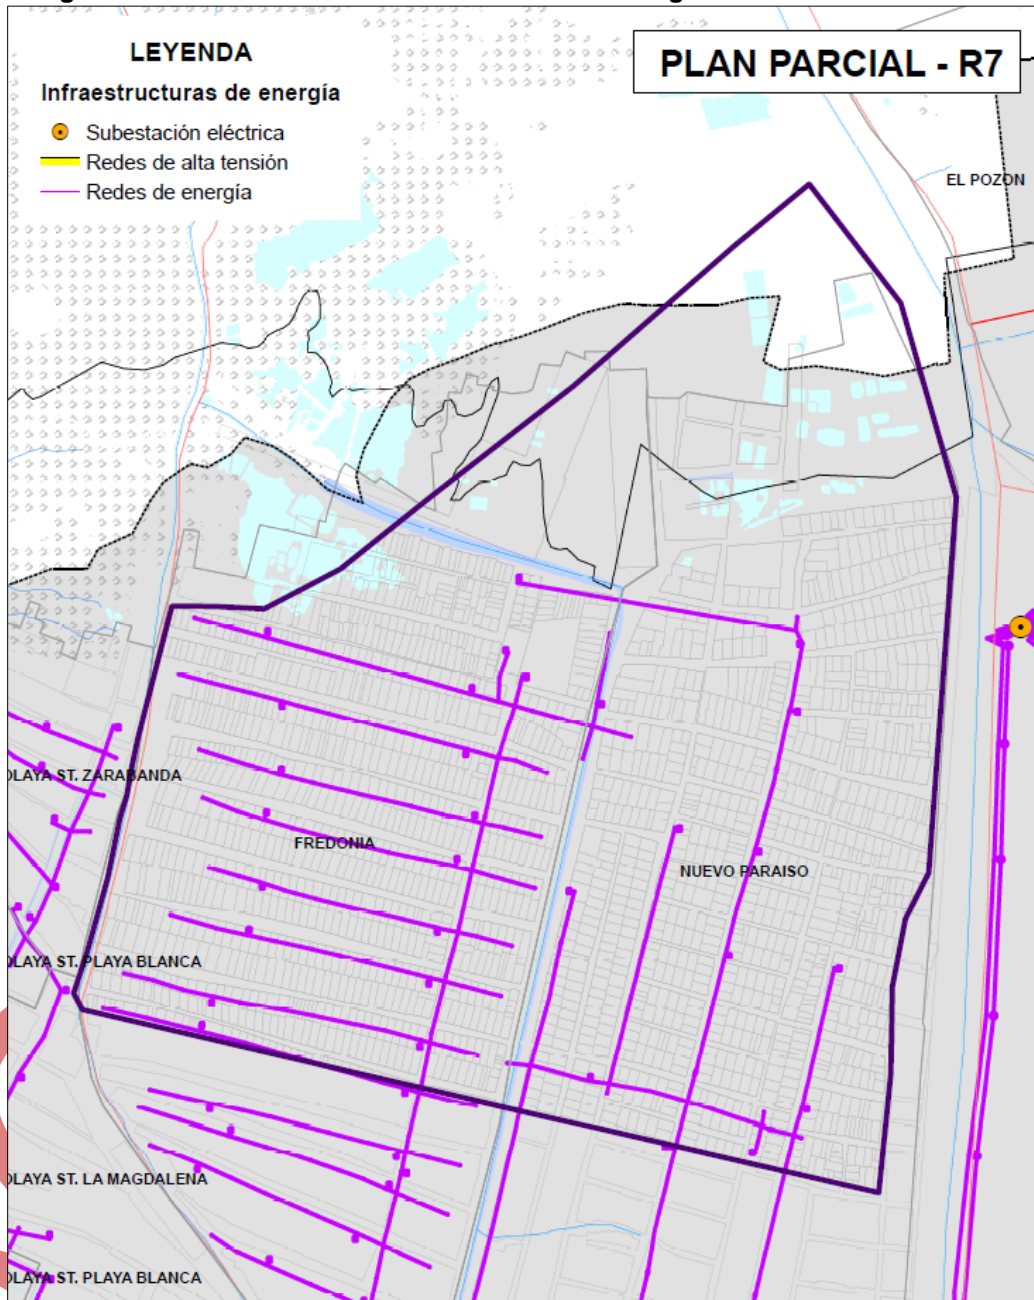 LEYENDA
Infraestructuras de energía
Subestación eléctrica
Redes de alta tensión
Redes de energía
PLAN PARCIAL - R7
EL POZON
OLAYA ST. ZARABANDA
FREDONIA
NUEVO PARAISO
OLAYA ST. PLAYA BLANCA
OLAYA ST. LA MAGDALENA
OLAYA ST. PLAYA BLANCA